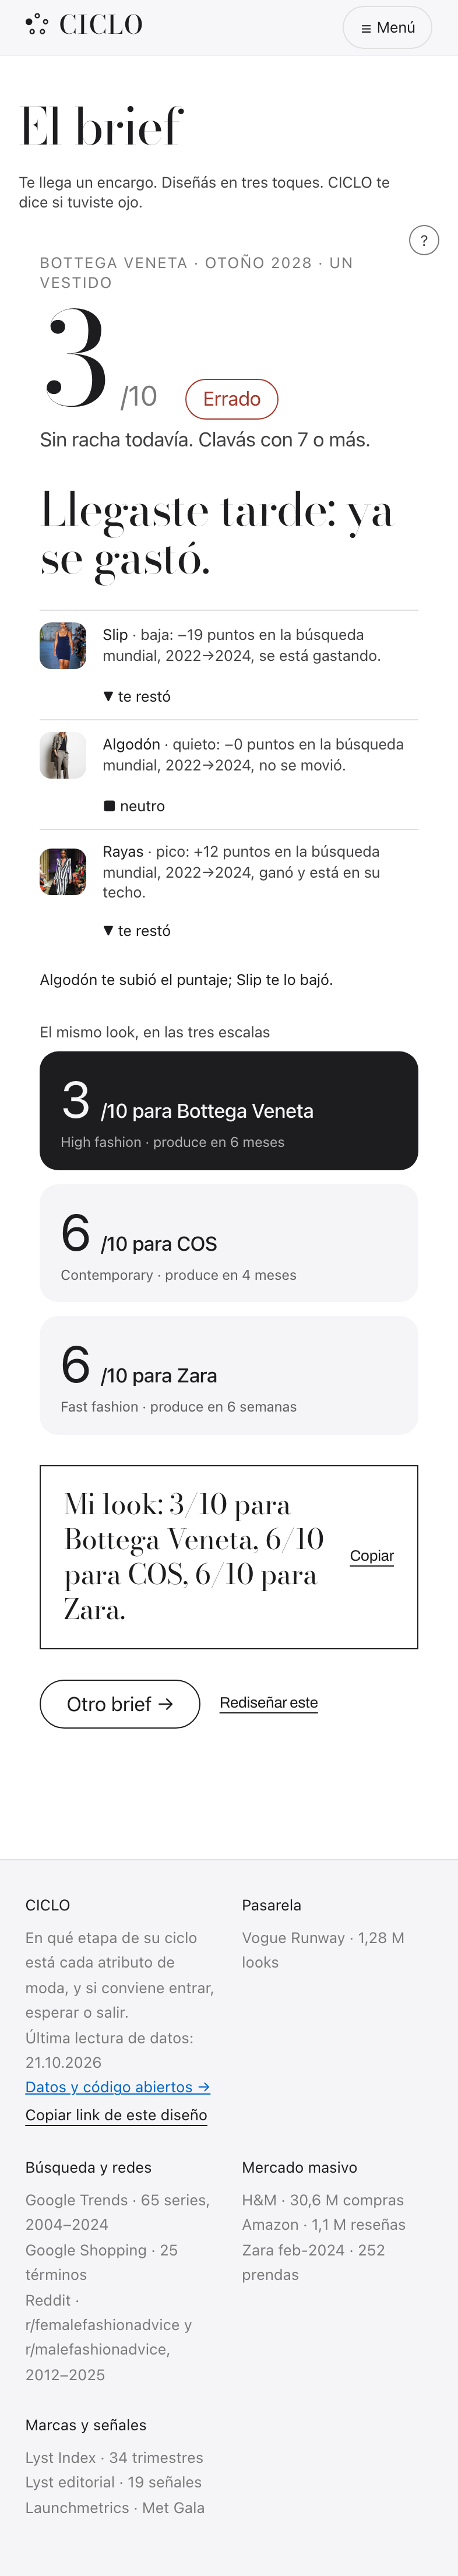 CICLO
≡ Menú
El brief
Te llega un encargo. Diseñás en tres toques. CICLO te
dice si tuviste ojo.
?
BOTTEGA VENETA · OTOÑO 2028 · UN
VESTIDO
3 /10 Errado
Sin racha todavía. Clavás con 7 o más.
Llegaste tarde: ya
se gastó.
Slip · baja: −19 puntos en la búsqueda
mundial, 2022→2024, se está gastando.
▼ te restó
Algodón · quieto: −0 puntos en la búsqueda
mundial, 2022→2024, no se movió.
■ neutro
Rayas · pico: +12 puntos en la búsqueda
mundial, 2022→2024, ganó y está en su
techo.
▼ te restó
Algodón te subió el puntaje; Slip te lo bajó.
El mismo look, en las tres escalas
3 /10 para Bottega Veneta
High fashion · produce en 6 meses
6 /10 para COS
Contemporary · produce en 4 meses
6 /10 para Zara
Fast fashion · produce en 6 semanas
Mi look: 3/10 para
Bottega Veneta, 6/10
para COS, 6/10 para
Zara.
Copiar
Otro brief →
Rediseñar este
CICLO
En qué etapa de su ciclo
está cada atributo de
moda, y si conviene entrar,
esperar o salir.
Última lectura de datos:
21.10.2026
Datos y código abiertos →
Copiar link de este diseño
Pasarela
Vogue Runway · 1,28 M
looks
Búsqueda y redes
Google Trends · 65 series,
2004–2024
Google Shopping · 25
términos
Reddit ·
r/femalefashionadvice y
r/malefashionadvice,
2012–2025
Mercado masivo
H&M · 30,6 M compras
Amazon · 1,1 M reseñas
Zara feb-2024 · 252
prendas
Marcas y señales
Lyst Index · 34 trimestres
Lyst editorial · 19 señales
Launchmetrics · Met Gala